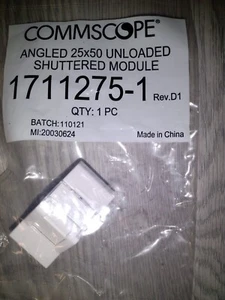 COMMSCOPE®
ANGLED 25x50 UNLOADED
SHUTTERED MODULE
1711275-1 Rev.D1
QTY: 1 PC
BATCH: 110121
MI:20030624 Made in China